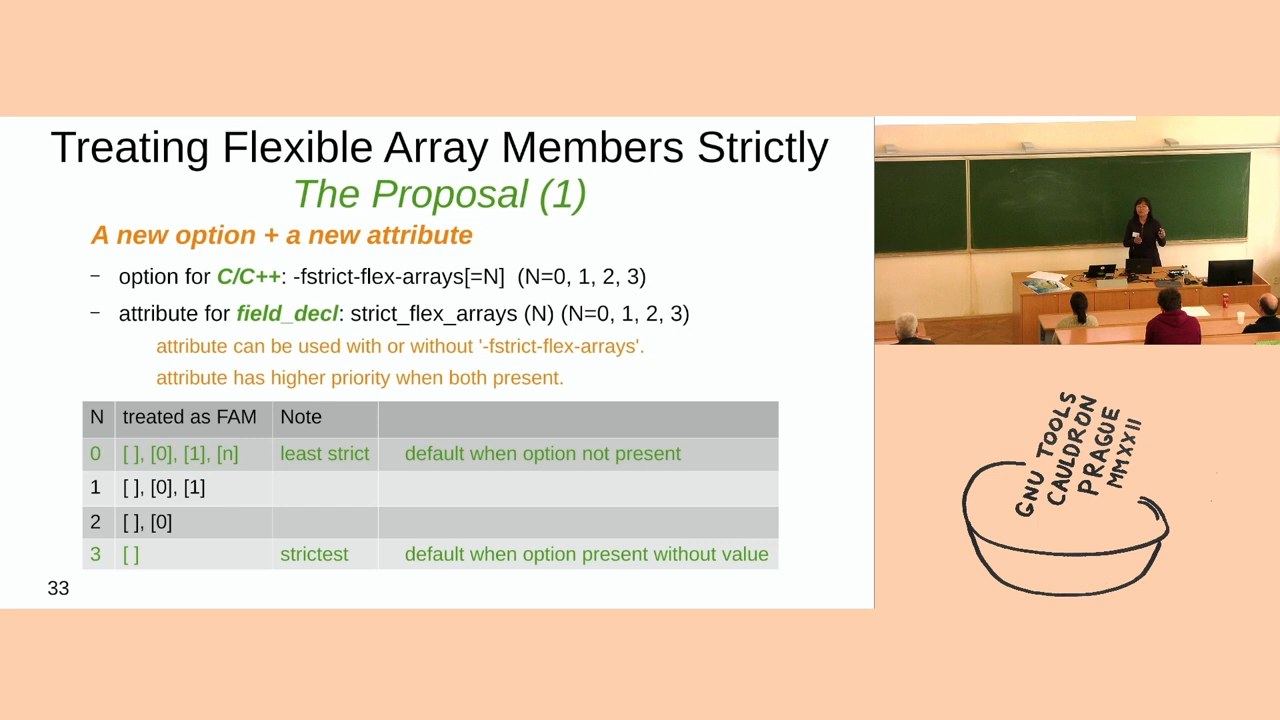 Treating Flexible Array Members Strictly
The Proposal (1)
A new option + a new attribute
– option for C/C++: -fstrict-flex-arrays[=N] (N=0, 1, 2, 3)
– attribute for field_decl: strict_flex_arrays (N) (N=0, 1, 2, 3)
attribute can be used with or without '-fstrict-flex-arrays'.
attribute has higher priority when both present.
N treated as FAM Note
0 [ ], [0], [1], [n] least strict default when option not present
1 [ ], [0], [1]
2 [ ], [0]
3 [ ] strictest default when option present without value
33
GNU TOOLS
CAULDRON
PRAGUE
MMXXII